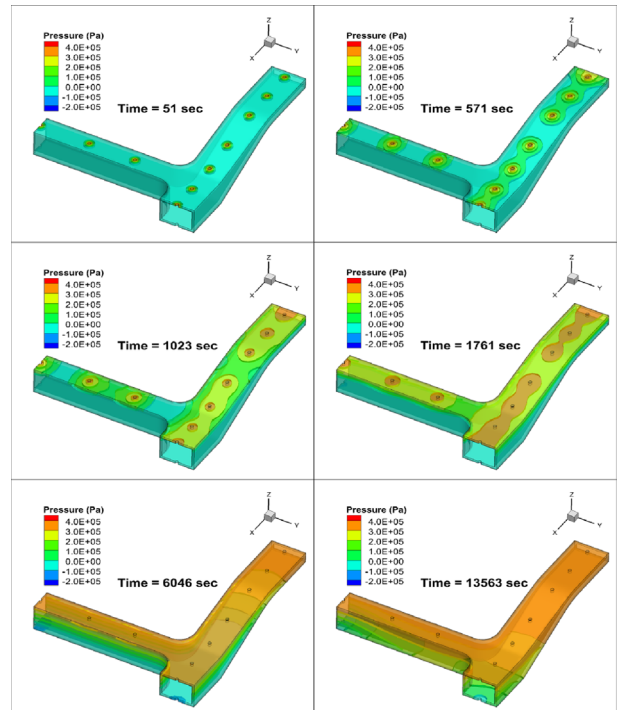 Pressure (Pa)
4.0E+05
3.0E+05
2.0E+05
1.0E+05
0.0E+00
-1.0E+05
-2.0E+05
Time = 51 sec
Z
X
Y
Pressure (Pa)
4.0E+05
3.0E+05
2.0E+05
1.0E+05
0.0E+00
-1.0E+05
-2.0E+05
Time = 571 sec
Z
X
Y
Pressure (Pa)
4.0E+05
3.0E+05
2.0E+05
1.0E+05
0.0E+00
-1.0E+05
-2.0E+05
Time = 1023 sec
Z
X
Y
Pressure (Pa)
4.0E+05
3.0E+05
2.0E+05
1.0E+05
0.0E+00
-1.0E+05
-2.0E+05
Time = 1761 sec
Z
X
Y
Pressure (Pa)
4.0E+05
3.0E+05
2.0E+05
1.0E+05
0.0E+00
-1.0E+05
-2.0E+05
Time = 6046 sec
Z
X
Y
Pressure (Pa)
4.0E+05
3.0E+05
2.0E+05
1.0E+05
0.0E+00
-1.0E+05
-2.0E+05
Time = 13563 sec
Z
X
Y